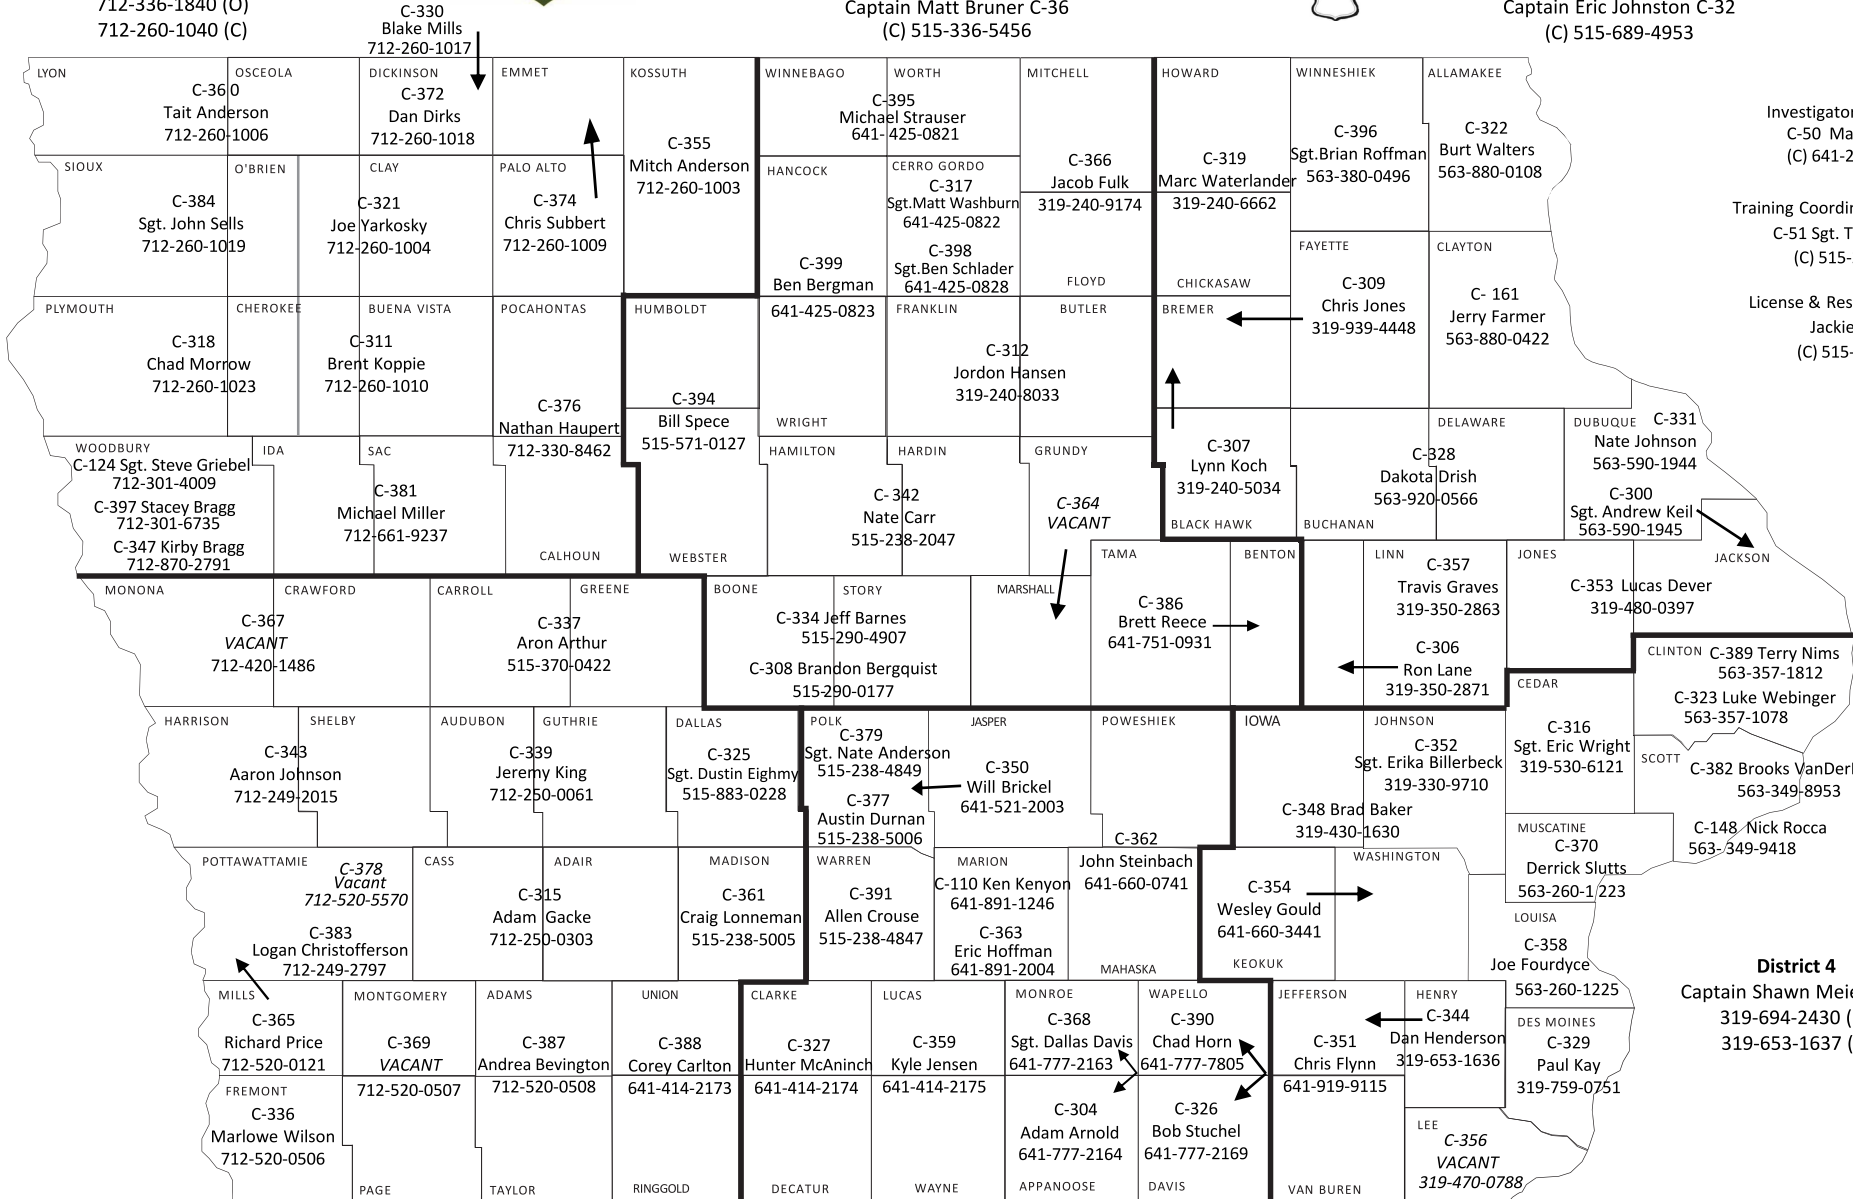 712-336-1840 (O)
712-260-1040 (C)
C-330
Blake Mills
712-260-1017
Captain Matt Bruner C-36
(C) 515-336-5456
Captain Eric Johnston C-32
(C) 515-689-4953
LYON
OSCEOLA
C-360
Tait Anderson
712-260-1006
DICKINSON
C-372
Dan Dirks
712-260-1018
EMMET
KOSSUTH
C-355
Mitch Anderson
712-260-1003
WINNEBAGO
WORTH
C-395
Michael Strauser
641-425-0821
MITCHELL
C-366
Jacob Fulk
319-240-9174
FLOYD
HOWARD
C-319
Marc Waterlander
319-240-6662
CHICKASAW
WINNESHIEK
C-396
Sgt.Brian Roffman
563-380-0496
ALLAMAKEE
C-322
Burt Walters
563-880-0108
Investigator
C-50 Ma
(C) 641-2
Training Coordin
C-51 Sgt. T
(C) 515-
License & Res
Jackie
(C) 515-
SIOUX
O'BRIEN
C-384
Sgt. John Sells
712-260-1019
CLAY
C-321
Joe Yarkosky
712-260-1004
PALO ALTO
C-374
Chris Subbert
712-260-1009
HANCOCK
C-399
Ben Bergman
641-425-0823
WRIGHT
CERRO GORDO
C-317
Sgt.Matt Washburn
641-425-0822
C-398
Sgt.Ben Schlader
641-425-0828
FAYETTE
C-309
Chris Jones
319-939-4448
CLAYTON
C- 161
Jerry Farmer
563-880-0422
PLYMOUTH
CHEROKEE
C-318
Chad Morrow
712-260-1023
BUENA VISTA
C-311
Brent Koppie
712-260-1010
POCAHONTAS
C-376
Nathan Haupert
712-330-8462
CALHOUN
HUMBOLDT
C-394
Bill Spece
515-571-0127
WEBSTER
FRANKLIN
BUTLER
C-312
Jordon Hansen
319-240-8033
BREMER
C-307
Lynn Koch
319-240-5034
BLACK HAWK
BUCHANAN
DELAWARE
C-328
Dakota Drish
563-920-0566
DUBUQUE
C-331
Nate Johnson
563-590-1944
C-300
Sgt. Andrew Keil
563-590-1945
JACKSON
WOODBURY
C-124 Sgt. Steve Griebel
712-301-4009
C-397 Stacey Bragg
712-301-6735
C-347 Kirby Bragg
712-870-2791
IDA
SAC
C-381
Michael Miller
712-661-9237
HAMILTON
HARDIN
C-342
Nate Carr
515-238-2047
GRUNDY
C-364
VACANT
MARSHALL
TAMA
BENTON
C-386
Brett Reece
641-751-0931
LINN
C-357
Travis Graves
319-350-2863
C-306
Ron Lane
319-350-2871
JONES
C-353 Lucas Dever
319-480-0397
MONONA
CRAWFORD
C-367
VACANT
712-420-1486
CARROLL
GREENE
C-337
Aron Arthur
515-370-0422
BOONE
STORY
C-334 Jeff Barnes
515-290-4907
C-308 Brandon Bergquist
515-290-0177
CLINTON
C-389 Terry Nims
563-357-1812
C-323 Luke Webinger
563-357-1078
CEDAR
C-316
Sgt. Eric Wright
319-530-6121
SCOTT
C-382 Brooks VanDer
563-349-8953
C-148 Nick Rocca
563-349-9418
HARRISON
SHELBY
C-343
Aaron Johnson
712-249-2015
AUDUBON
GUTHRIE
C-339
Jeremy King
712-250-0061
DALLAS
C-325
Sgt. Dustin Eighmy
515-883-0228
POLK
C-379
Sgt. Nate Anderson
515-238-4849
C-377
Austin Durnan
515-238-5006
JASPER
C-350
Will Brickel
641-521-2003
POWESHIEK
C-362
John Steinbach
641-660-0741
MAHASKA
IOWA
JOHNSON
C-352
Sgt. Erika Billerbeck
319-330-9710
C-348 Brad Baker
319-430-1630
MUSCATINE
C-370
Derrick Slutts
563-260-1223
POTTAWATTAMIE
C-378
Vacant
712-520-5570
C-383
Logan Christofferson
712-249-2797
CASS
ADAIR
C-315
Adam Gacke
712-250-0303
MADISON
C-361
Craig Lonneman
515-238-5005
WARREN
C-391
Allen Crouse
515-238-4847
MARION
C-110 Ken Kenyon
641-891-1246
C-363
Eric Hoffman
641-891-2004
WASHINGTON
C-354
Wesley Gould
641-660-3441
KEOKUK
LOUISA
C-358
Joe Fourdyce
563-260-1225
District 4
Captain Shawn Meie
319-694-2430 (
319-653-1637 (
MILLS
C-365
Richard Price
712-520-0121
MONTGOMERY
C-369
VACANT
712-520-0507
PAGE
ADAMS
C-387
Andrea Bevington
712-520-0508
TAYLOR
UNION
C-388
Corey Carlton
641-414-2173
RINGGOLD
CLARKE
C-327
Hunter McAninch
641-414-2174
DECATUR
LUCAS
C-359
Kyle Jensen
641-414-2175
WAYNE
MONROE
C-368
Sgt. Dallas Davis
641-777-2163
C-304
Adam Arnold
641-777-2164
APPANOOSE
WAPELLO
C-390
Chad Horn
641-777-7805
C-326
Bob Stuchel
641-777-2169
DAVIS
JEFFERSON
C-351
Chris Flynn
641-919-9115
VAN BUREN
HENRY
C-344
Dan Henderson
319-653-1636
DES MOINES
C-329
Paul Kay
319-759-0751
FREMONT
C-336
Marlowe Wilson
712-520-0506
LEE
C-356
VACANT
319-470-0788